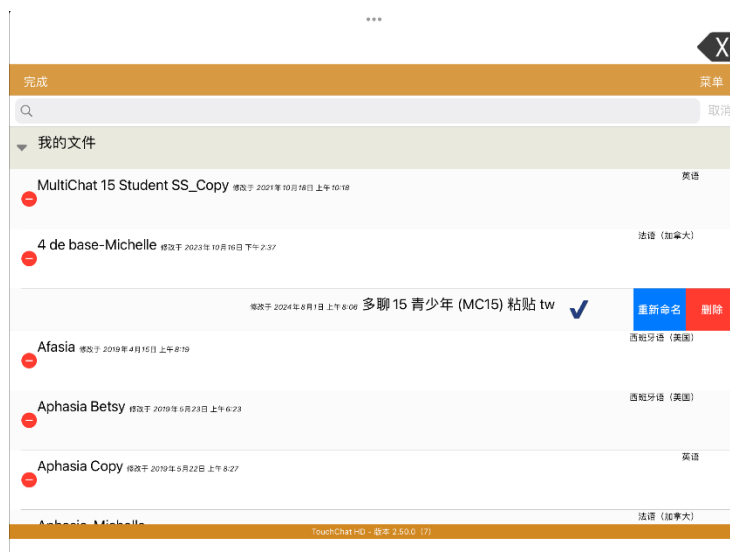 完成 菜单
取消
我的文件
英语
MultiChat 15 Student SS_Copy 修改于 2021年10月18日 上午10:18
法语（加拿大）
4 de base-Michelle 修改于 2023年10月16日 下午2:37
修改于 2024年8月1日 上午8:06 多聊 15 青少年 (MC15) 粘贴 tw 重新命名 删除
西班牙语（美国）
Afasia 修改于 2019年4月15日 上午8:19
西班牙语（美国）
Aphasia Betsy 修改于 2019年5月23日 上午6:23
英语
Aphasia Copy 修改于 2019年5月22日 上午8:27
法语（加拿大）
Aphasia-Michelle
TouchChat HD - 版本 2.50.0 (7)